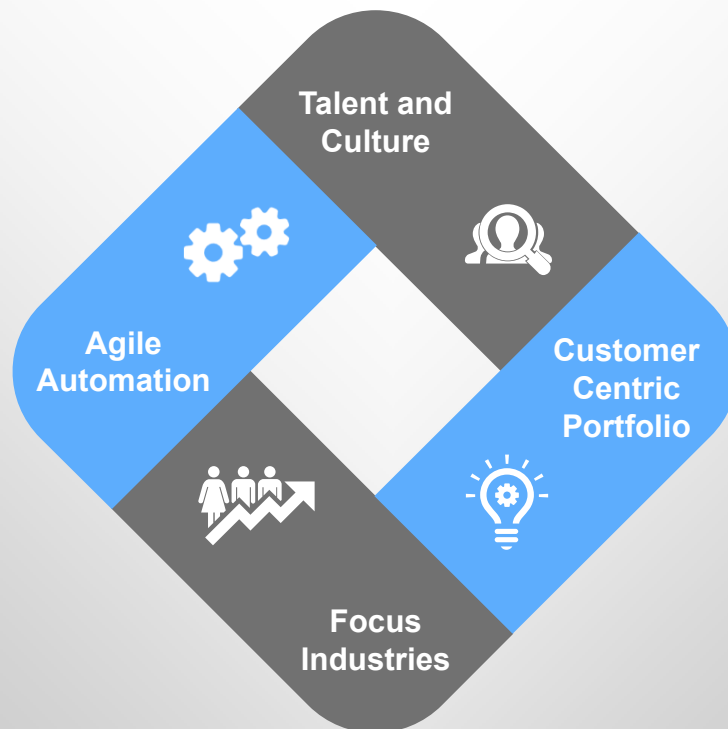 Talent and
Culture
Agile
Automation
Customer
Centric
Portfolio
Focus
Industries